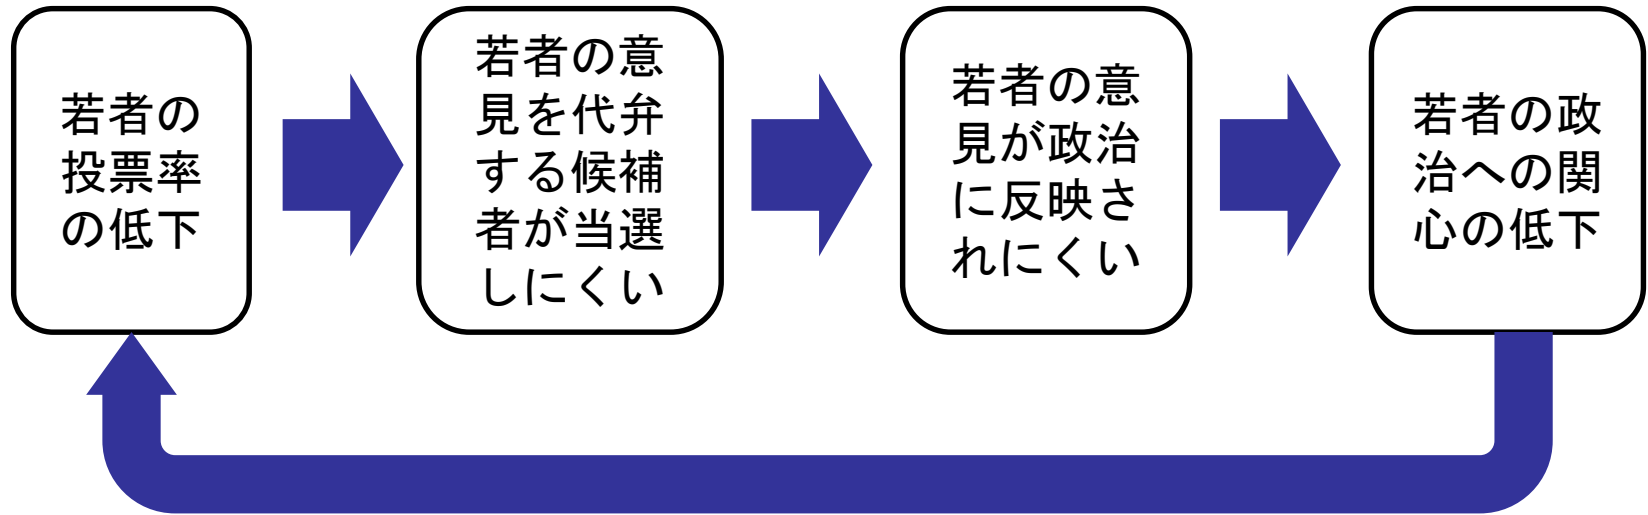 若者の
投票率
の低下
若者の意
見を代弁
する候補
者が当選
しにくい
若者の意
見が政治
に反映さ
れにくい
若者の政
治への関
心の低下